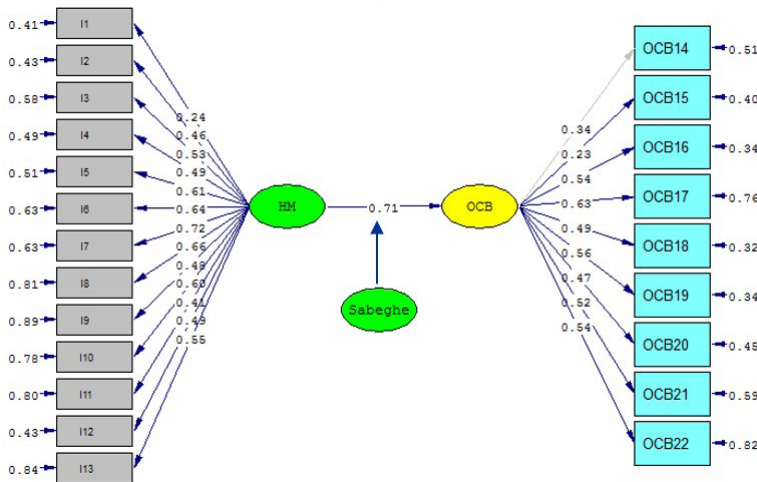 0.41 I1
0.43 I2
0.58 I3
0.49 I4
0.51 I5
0.63 I6
0.63 I7
0.81 I8
0.89 I9
0.78 I10
0.80 I11
0.43 I12
0.84 I13
0.24
0.46
0.53
0.49
0.61
0.64
0.72
0.66
0.48
0.60
0.41
0.49
0.55
HM
0.71
Sabeghe
OCB
0.34
0.23
0.54
0.63
0.49
0.56
0.47
0.52
0.54
OCB14 0.51
OCB15 0.40
OCB16 0.34
OCB17 0.76
OCB18 0.32
OCB19 0.34
OCB20 0.45
OCB21 0.59
OCB22 0.82